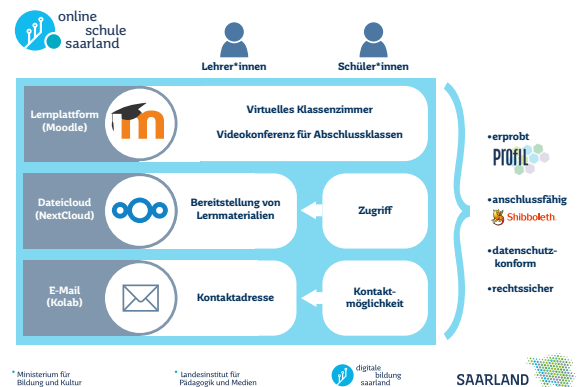 online
schule
saarland
Lehrer*innen
Schüler*innen
Lernplattform
(Moodle)
m
Virtuelles Klassenzimmer
Videokonferenz für Abschlussklassen
Dateicloud
(NextCloud)
Bereitstellung von
Lernmaterialien
Zugriff
E-Mail
(Kolab)
Kontaktadresse
Kontakt-
möglichkeit
•erprobt
PROfIL
•anschlussfähig
Shibboleth
•datenschutz-
konform
•rechtssicher
* Ministerium für
Bildung und Kultur
* Landesinstitut für
Pädagogik und Medien
digitale
bildung
saarland
SAARLAND